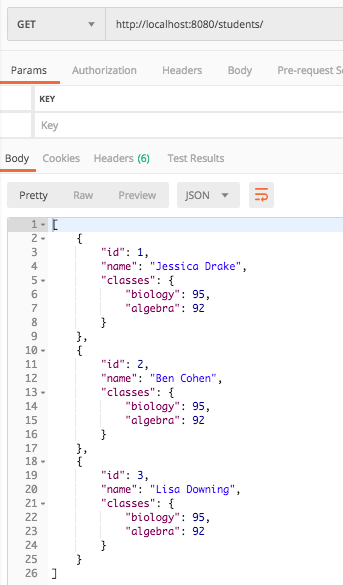 GET http://localhost:8080/students/
Params Authorization Headers Body Pre-request S
KEY
Key
Body Cookies Headers (6) Test Results
Pretty Raw Preview JSON
1 [
2 {
3 "id": 1,
4 "name": "Jessica Drake",
5 "classes": {
6 "biology": 95,
7 "algebra": 92
8 }
9 },
10 {
11 "id": 2,
12 "name": "Ben Cohen",
13 "classes": {
14 "biology": 95,
15 "algebra": 92
16 }
17 },
18 {
19 "id": 3,
20 "name": "Lisa Downing",
21 "classes": {
22 "biology": 95,
23 "algebra": 92
24 }
25 }
26 ]